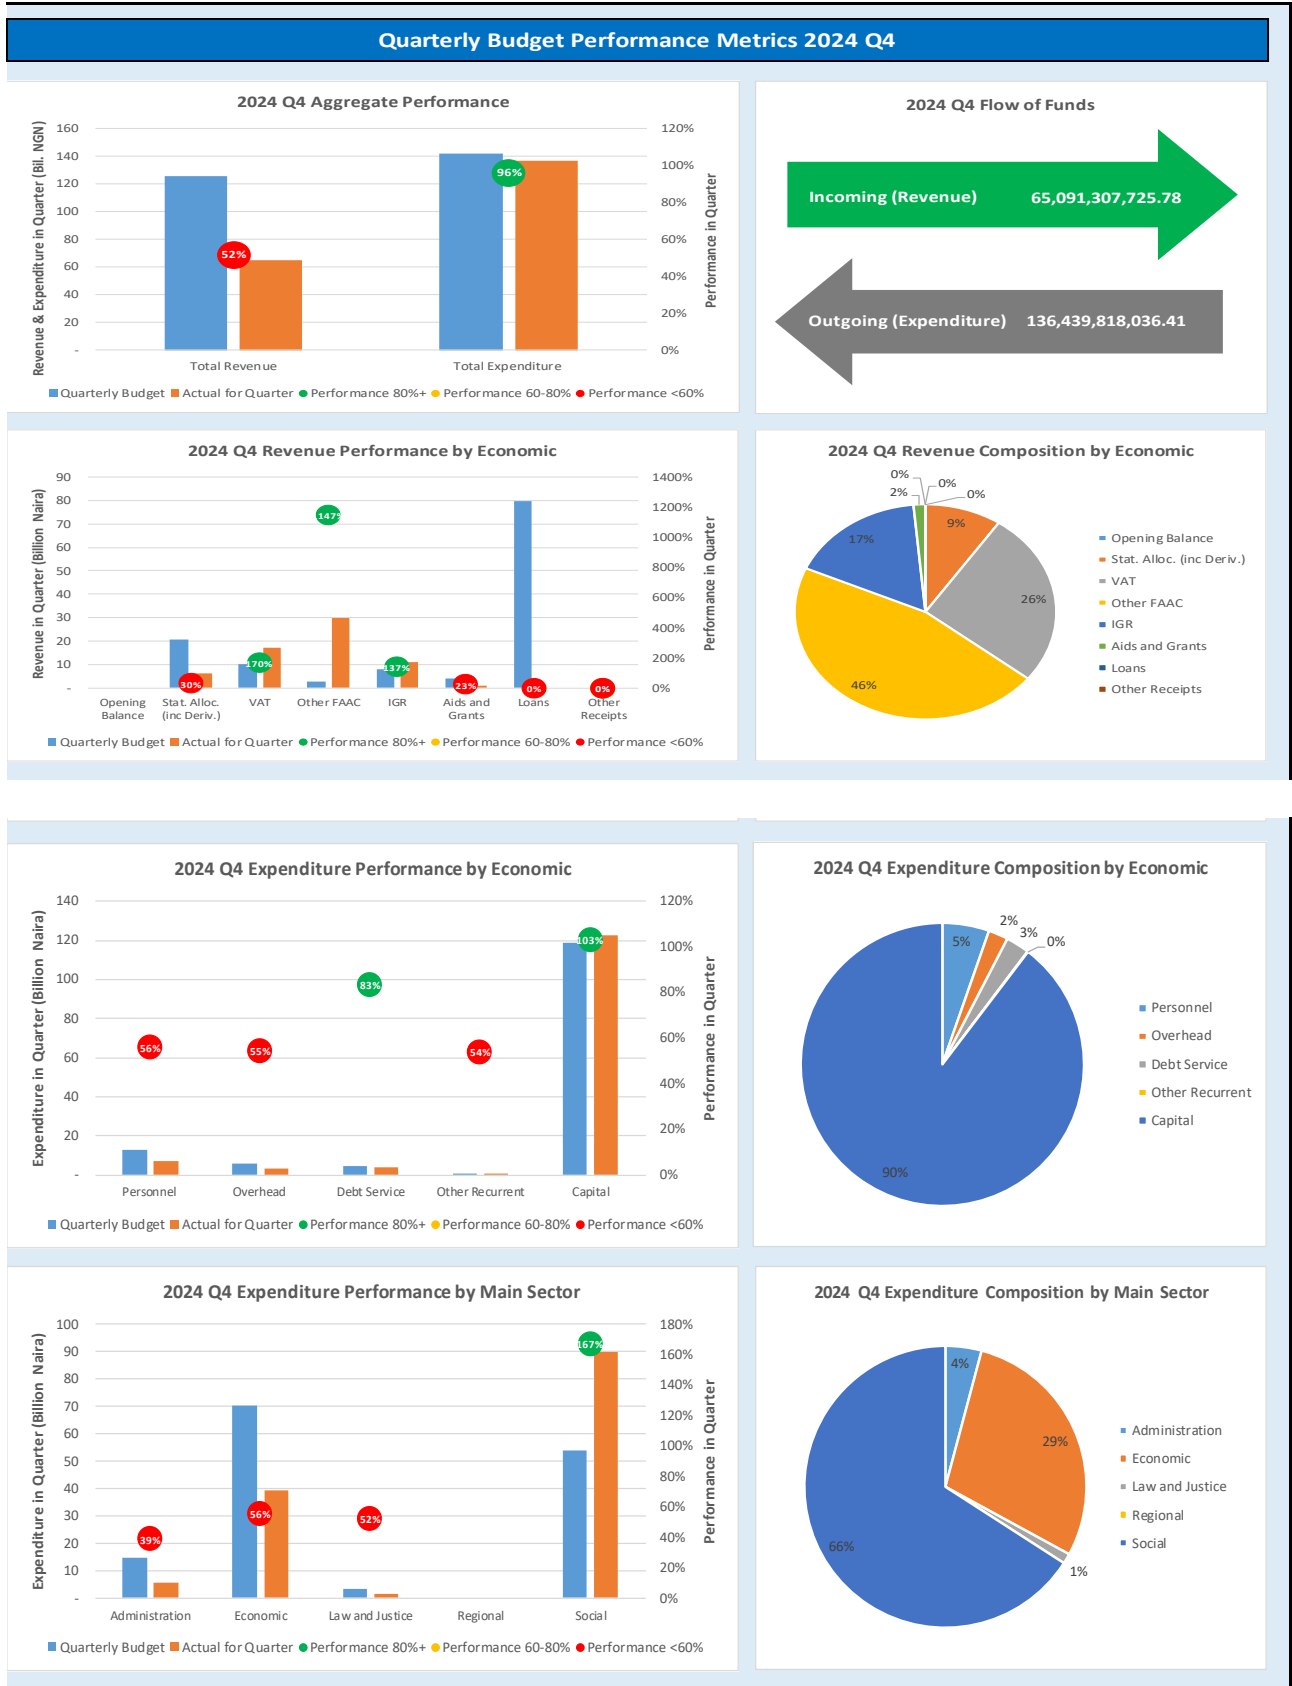 Quarterly Budget Performance Metrics 2024 Q4
2024 Q4 Aggregate Performance
Revenue & Expenditure in Quarter (Bil. NGN)
160
140
120
100
80
60
40
20
-
120%
100%
80%
60%
40%
20%
0%
Performance in Quarter
52%
96%
Total Revenue
Total Expenditure
Quarterly Budget Actual for Quarter Performance 80%+ Performance 60-80% Performance <60%
2024 Q4 Flow of Funds
Incoming (Revenue) 65,091,307,725.78
Outgoing (Expenditure) 136,439,818,036.41
2024 Q4 Revenue Performance by Economic
Revenue in Quarter (Billion Naira)
90
80
70
60
50
40
30
20
10
-
1400%
1200%
1000%
800%
600%
400%
200%
0%
Performance in Quarter
30%
170%
137%
23%
0%
0%
Opening Balance
Stat. Alloc. (inc Deriv.)
VAT
Other FAAC
IGR
Aids and Grants
Loans
Other Receipts
Quarterly Budget Actual for Quarter Performance 80%+ Performance 60-80% Performance <60%
2024 Q4 Revenue Composition by Economic
0%
2%
0%
0%
9%
17%
26%
46%
Opening Balance
Stat. Alloc. (inc Deriv.)
VAT
Other FAAC
IGR
Aids and Grants
Loans
Other Receipts
2024 Q4 Expenditure Performance by Economic
Expenditure in Quarter (Billion Naira)
140
120
100
80
60
40
20
-
120%
100%
80%
60%
40%
20%
0%
Performance in Quarter
56%
55%
83%
54%
103%
Personnel
Overhead
Debt Service
Other Recurrent
Capital
Quarterly Budget Actual for Quarter Performance 80%+ Performance 60-80% Performance <60%
2024 Q4 Expenditure Composition by Economic
5%
2%
3%
0%
90%
Personnel
Overhead
Debt Service
Other Recurrent
Capital
2024 Q4 Expenditure Performance by Main Sector
Expenditure in Quarter (Billion Naira)
100
90
80
70
60
50
40
30
20
10
-
180%
160%
140%
120%
100%
80%
60%
40%
20%
0%
Performance in Quarter
39%
56%
52%
167%
Administration
Economic
Law and Justice
Regional
Social
Quarterly Budget Actual for Quarter Performance 80%+ Performance 60-80% Performance <60%
2024 Q4 Expenditure Composition by Main Sector
4%
29%
66%
1%
Administration
Economic
Law and Justice
Regional
Social